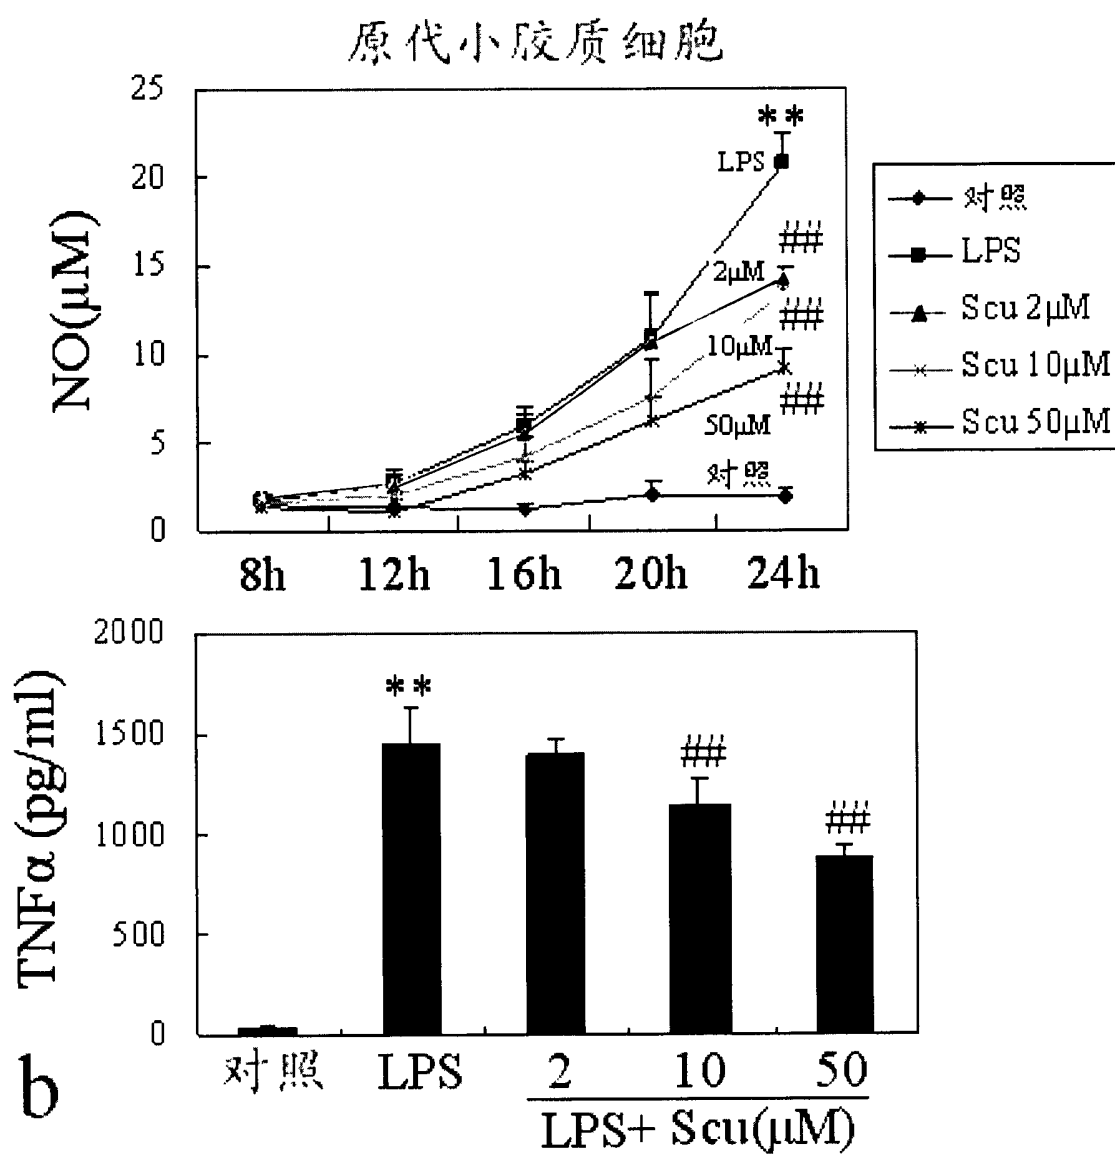 原代小胶质细胞
NO(μM)
25
20
15
10
5
0
**
LPS
##
2μM
##
10μM
##
50μM
对照
8h 12h 16h 20h 24h
对照
LPS
Scu 2μM
Scu 10μM
Scu 50μM
TNFα (pg/ml)
2000
1500
1000
500
0
**
##
##
对照 LPS 2 10 50
LPS+ Scu(μM)
b